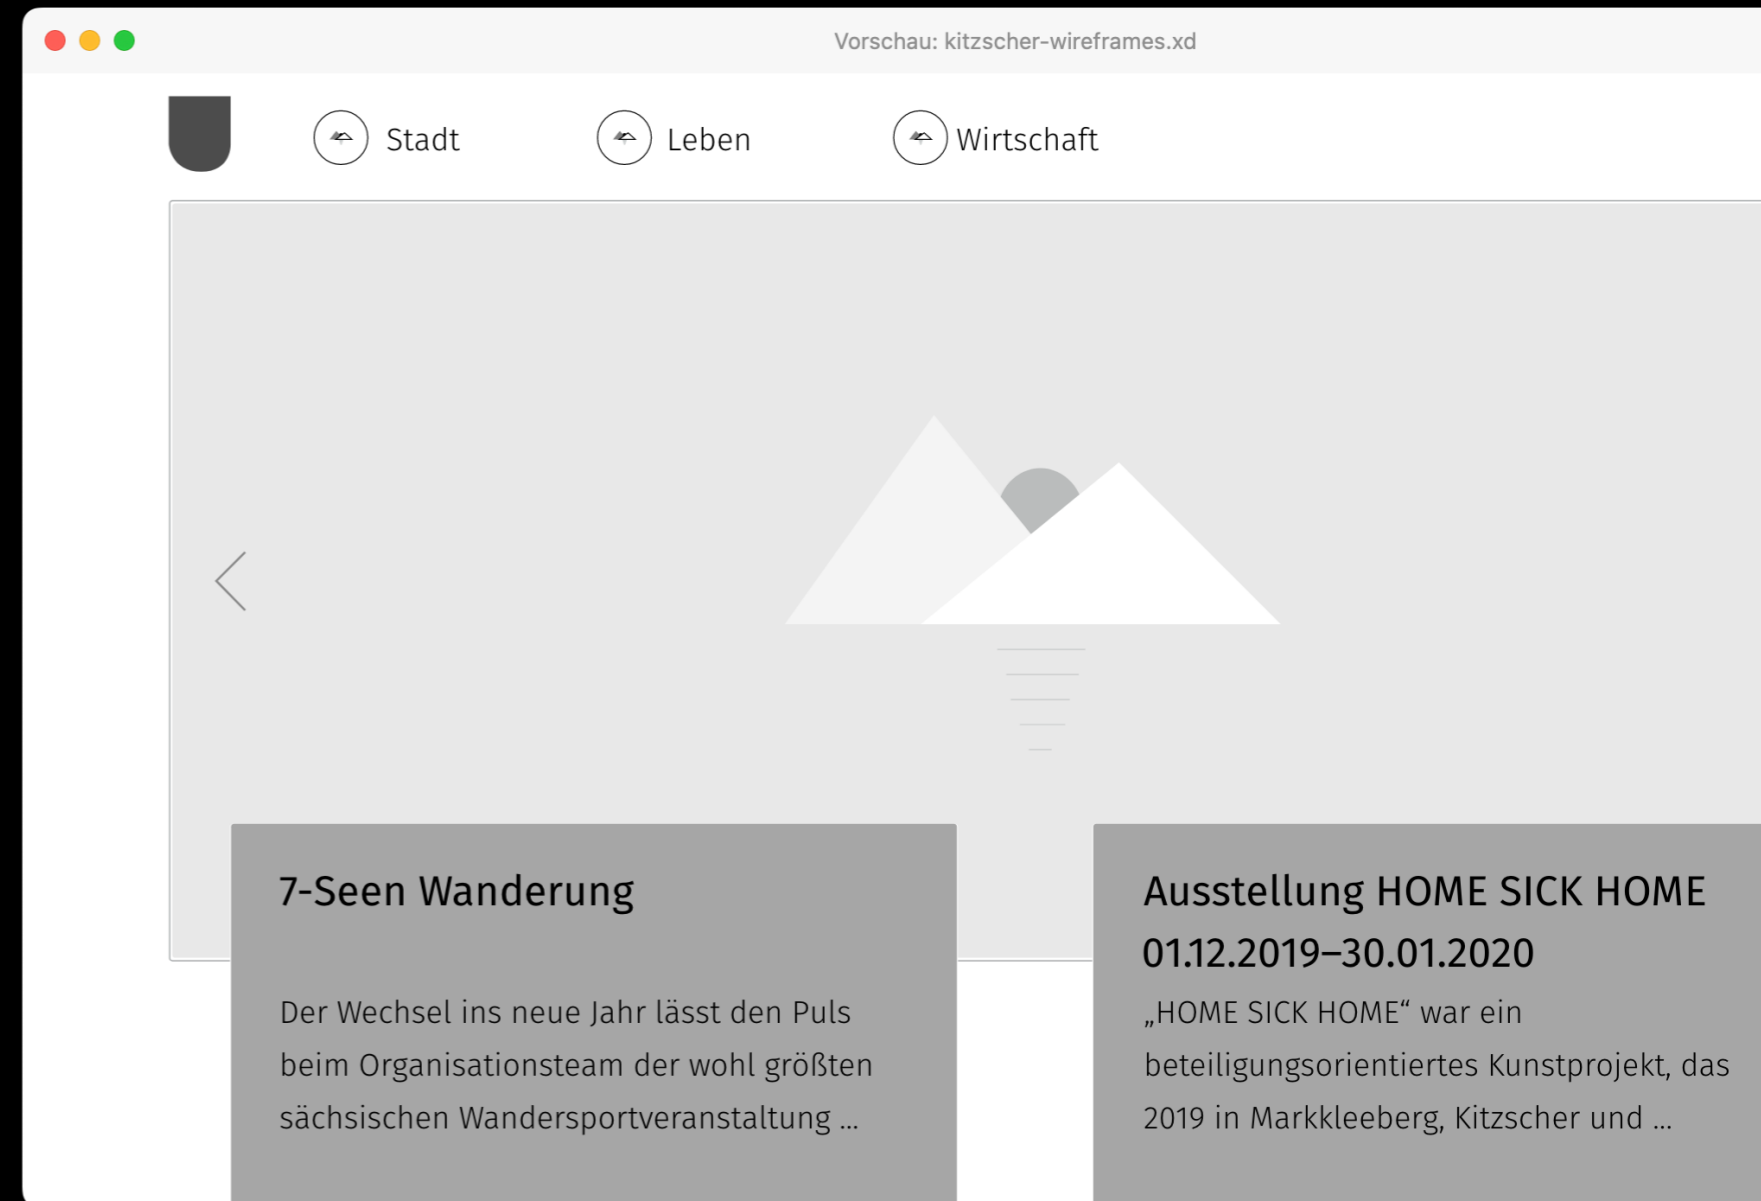 Vorschau: kitzscher-wireframes.xd
Stadt
Leben
Wirtschaft
7-Seen Wanderung
Der Wechsel ins neue Jahr lässt den Puls
beim Organisationsteam der wohl größten
sächsischen Wandersportveranstaltung ...
Ausstellung HOME SICK HOME
01.12.2019–30.01.2020
„HOME SICK HOME“ war ein
beteiligungsorientiertes Kunstprojekt, das
2019 in Markkleeberg, Kitzscher und ...